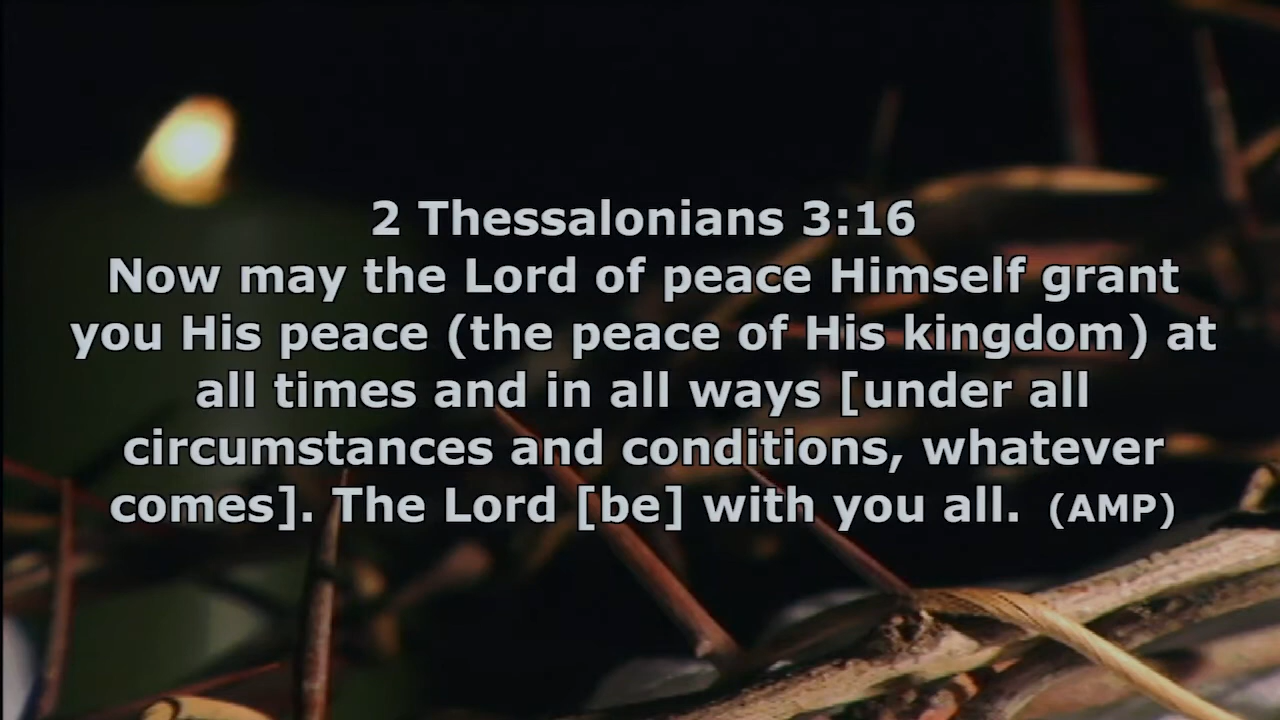 2 Thessalonians 3:16
Now may the Lord of peace Himself grant
you His peace (the peace of His kingdom) at
all times and in all ways [under all
circumstances and conditions, whatever
comes]. The Lord [be] with you all. (AMP)